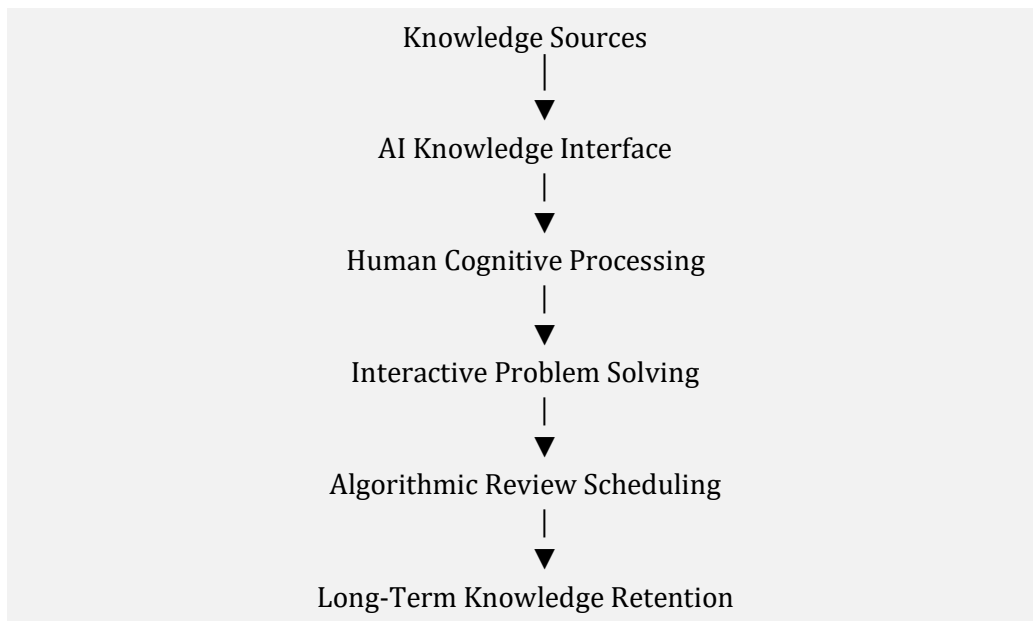 Knowledge Sources
AI Knowledge Interface
Human Cognitive Processing
Interactive Problem Solving
Algorithmic Review Scheduling
Long-Term Knowledge Retention